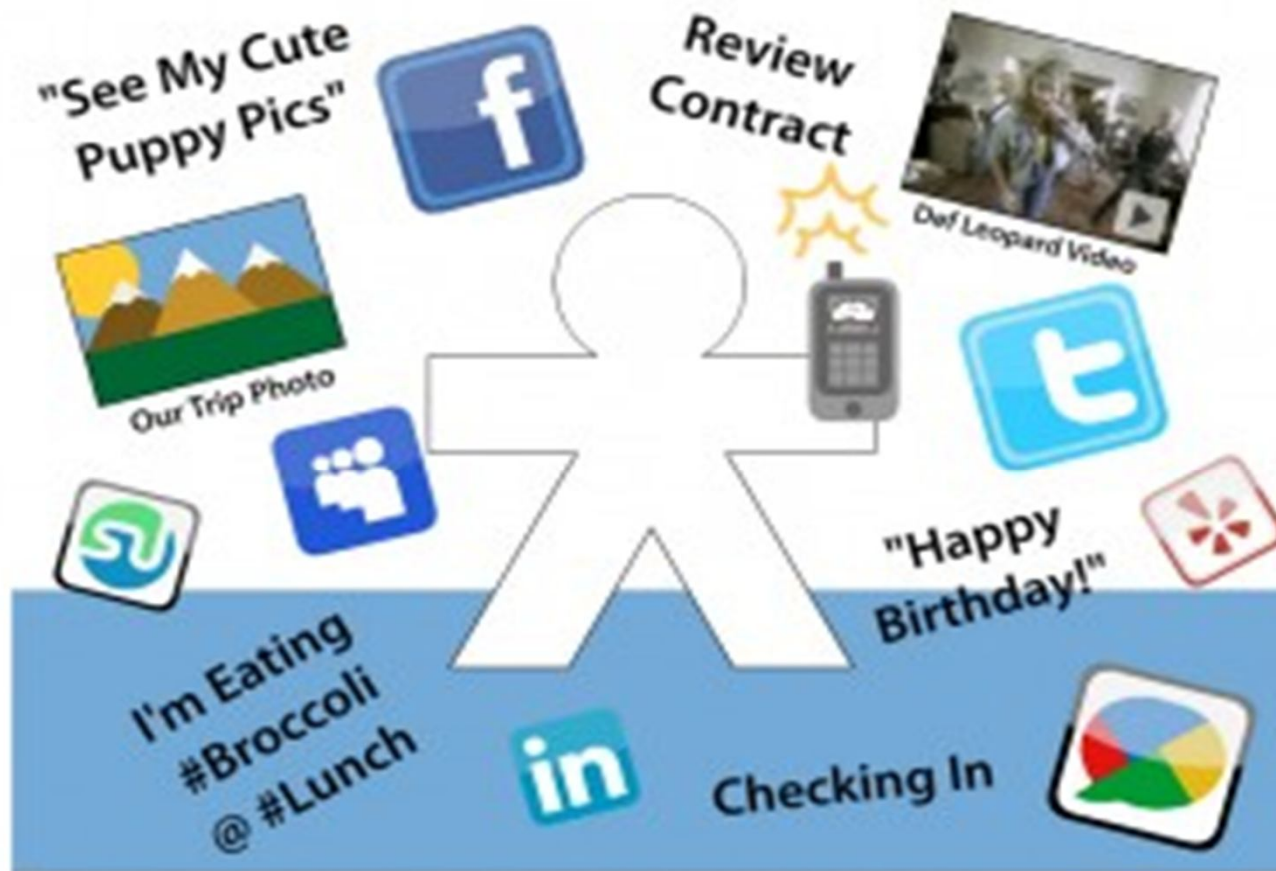 "See My Cute
Puppy Pics"
f
Review
Contract
Def Leopard Video
Our Trip Photo
t
su
"Happy
Birthday!"
I'm Eating
#Broccoli
@ #Lunch
in
Checking In